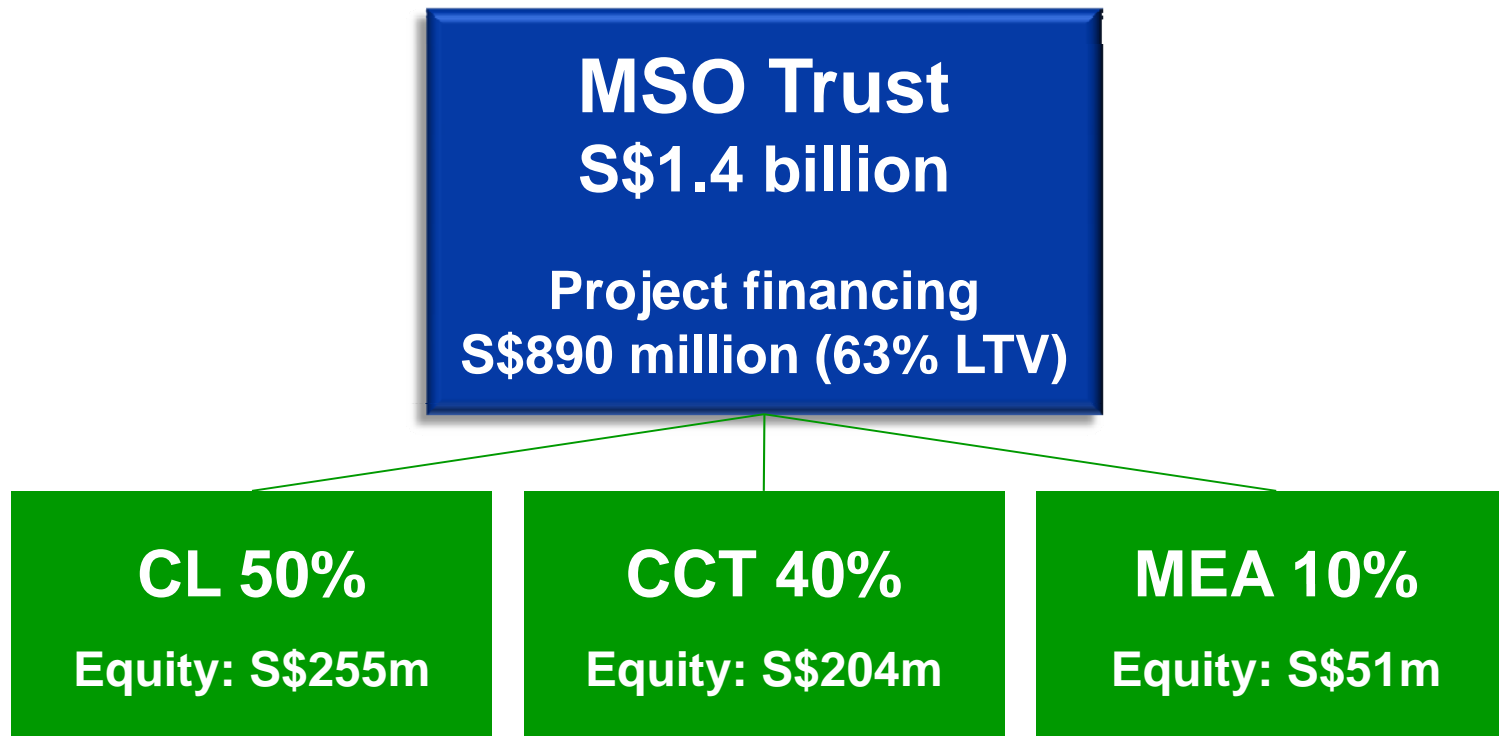 MSO Trust
S$1.4 billion
Project financing
S$890 million (63% LTV)
CL 50%
Equity: S$255m
CCT 40%
Equity: S$204m
MEA 10%
Equity: S$51m